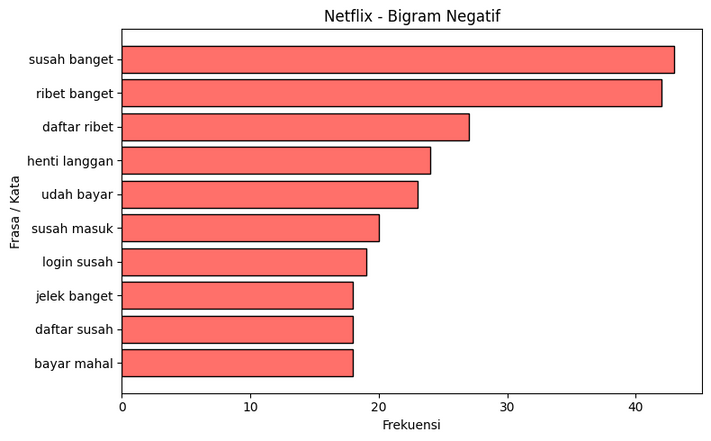 Netflix - Bigram Negatif
Frasa / Kata
susah banget
ribet banget
daftar ribet
henti langgan
udah bayar
susah masuk
login susah
jelek banget
daftar susah
bayar mahal
0 10 20 30 40
Frekuensi